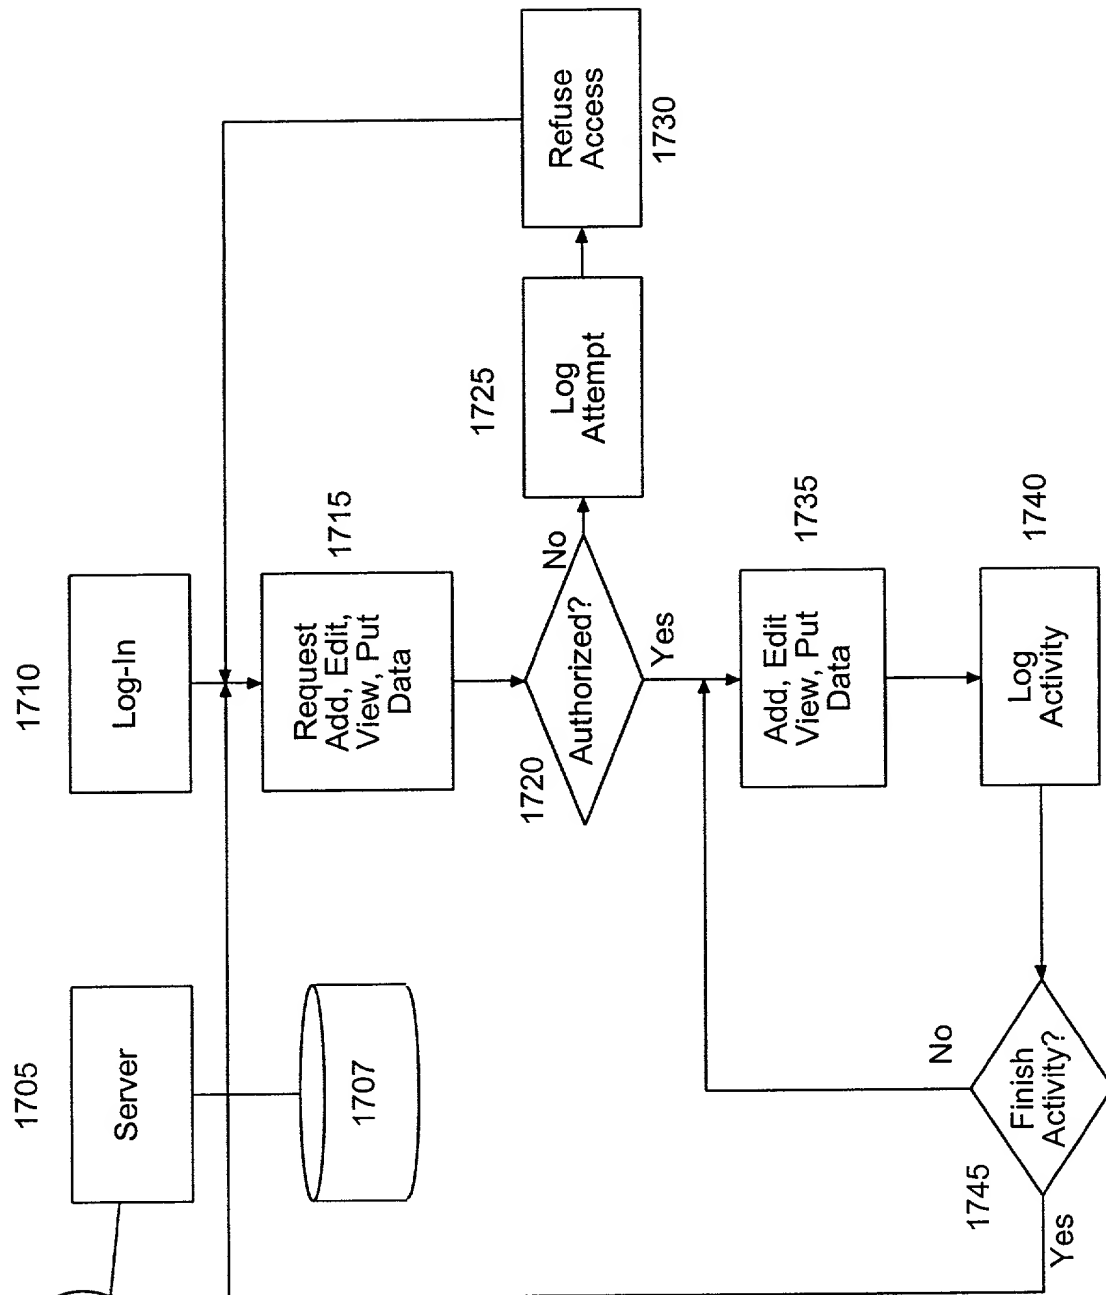 1705
Server
1707
1710
Log-In
1715
Request
Add, Edit,
View, Put
Data
1720
Authorized?
No
Yes
1725
Log
Attempt
1730
Refuse
Access
1735
Add, Edit
View, Put
Data
1740
Log
Activity
1745
Finish
Activity?
No
Yes